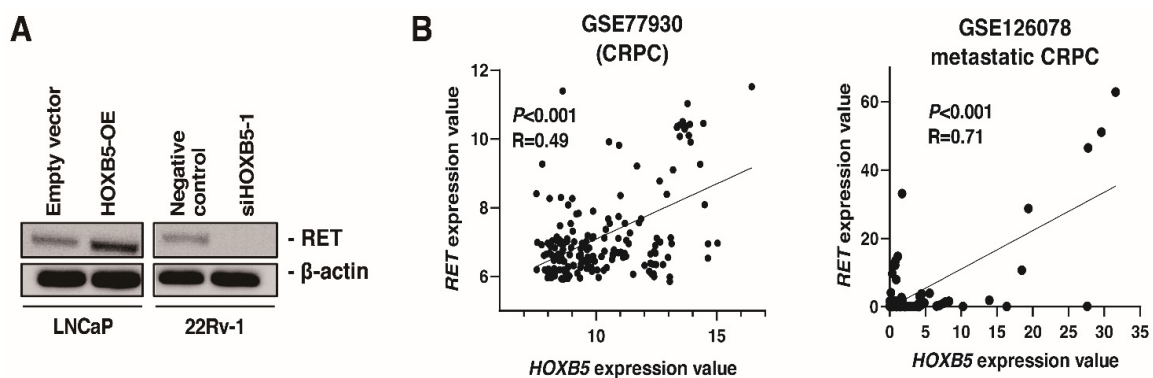 A
Empty vector
HOXB5-OE
Negative
control
siHOXB5-1
- RET
- β-actin
LNCaP
22Rv-1
B
GSE77930
(CRPC)
P<0.001
R=0.49
RET expression value
12
10
8
6
10
15
HOXB5 expression value
GSE126078
metastatic CRPC
P<0.001
R=0.71
RET expression value
60
40
20
0
0 5 10 15 20 25 30 35
HOXB5 expression value